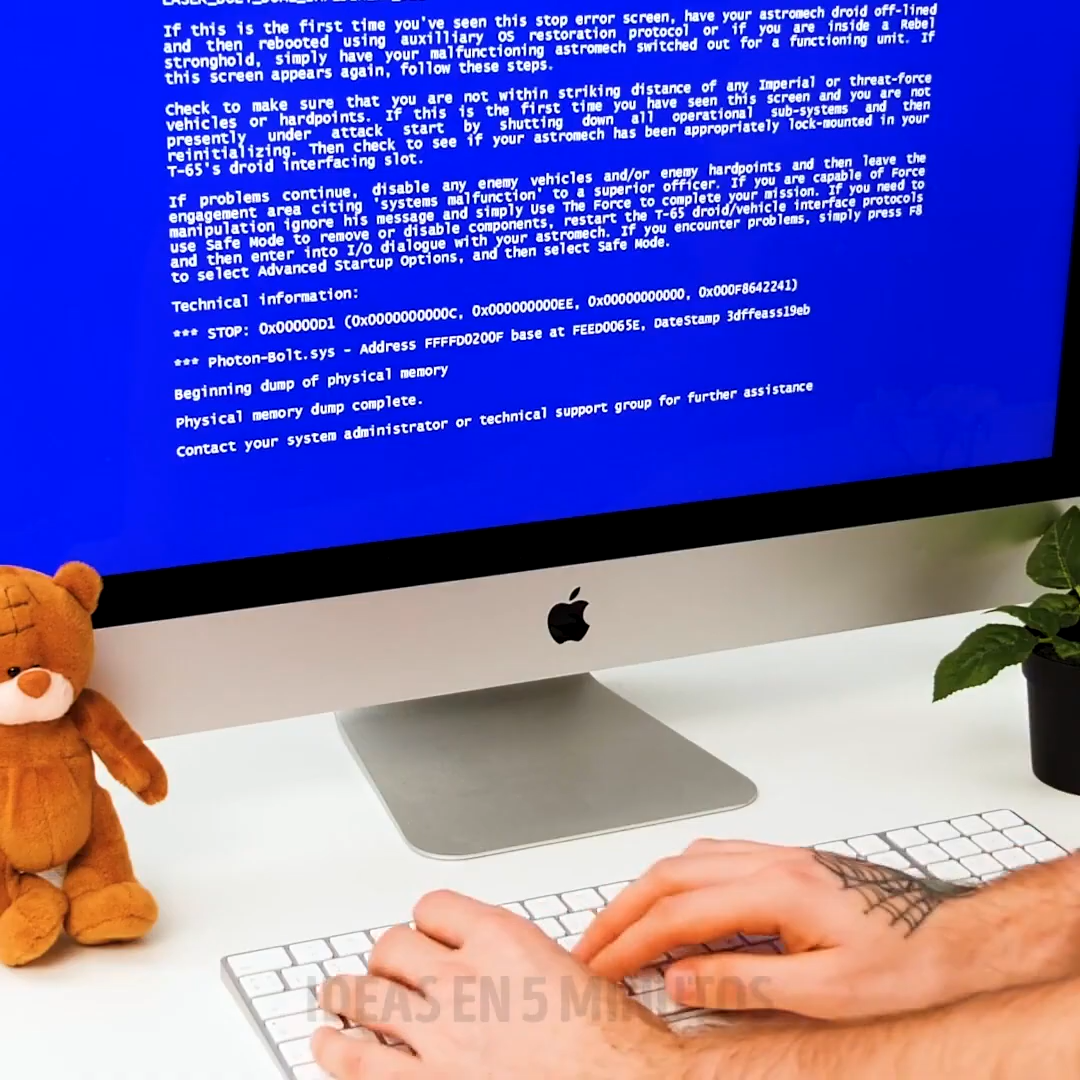 If this is the first time you've seen this stop error screen, have your astromech droid off-lined
and then rebooted using auxilliary OS restoration protocol or if you are inside a Rebel
stronghold, simply have your malfunctioning astromech switched out for a functioning unit. If
this screen appears again, follow these steps.
Check to make sure that you are not within striking distance of any Imperial or threat-force
vehicles or hardpoints. If this is the first time you have seen this screen and you are not
presently under attack start by shutting down all operational sub-systems and then
reinitializing. Then check to see if your astromech has been appropriately lock-mounted in your
T-65's droid interfacing slot.
If problems continue, disable any enemy vehicles and/or enemy hardpoints and then leave the
engagement area citing 'systems malfunction' to a superior officer. If you are capable of Force
manipulation ignore his message and simply use The Force to complete your mission. If you need to
use Safe Mode to remove or disable components, restart the T-65 droid/vehicle interface protocols
and then enter into I/O dialogue with your astromech. If you encounter problems, simply press F8
to select Advanced Startup Options, and then select Safe Mode.
Technical information:
*** STOP: 0x00000D1 (0x0000000000C, 0x000000000EE, 0x00000000000, 0x000F8642241)
*** Photon-Bolt.sys - Address FFFFD0200F base at FEED0065E, DateStamp 3dffeass19eb
Beginning dump of physical memory
Physical memory dump complete.
Contact your system administrator or technical support group for further assistance
IDEAS EN 5 MINUTOS